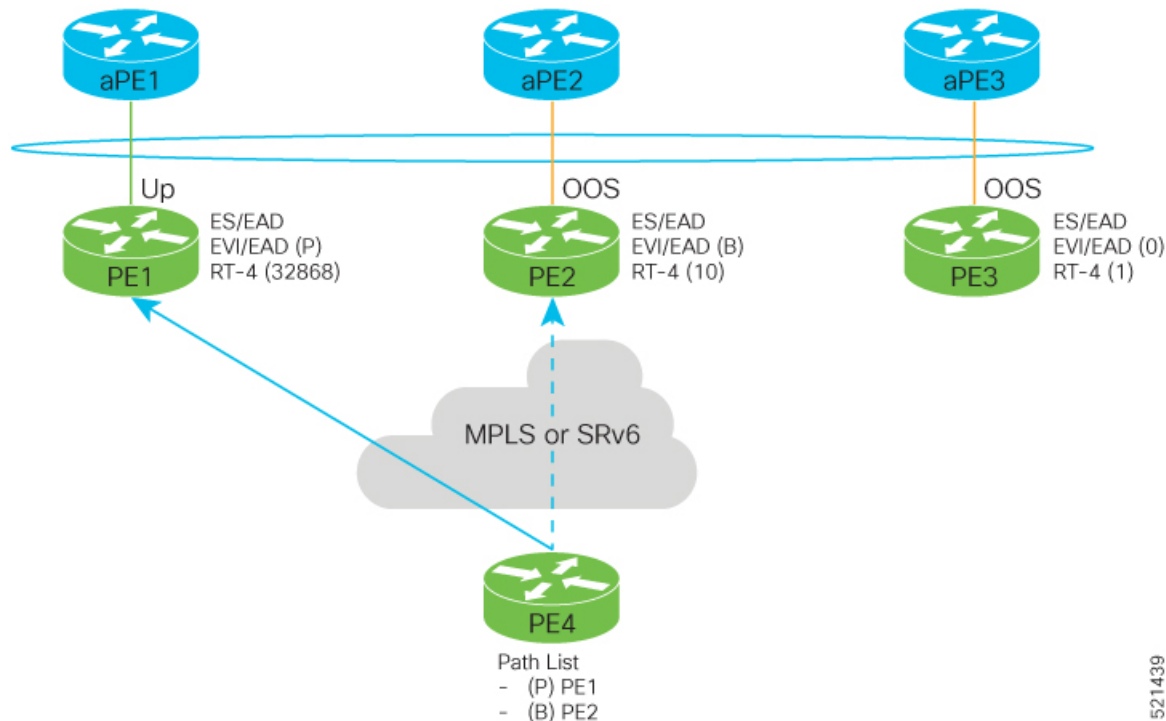 aPE1
aPE2
aPE3
Up
OOS
OOS
PE1
ES/EAD
EVI/EAD (P)
RT-4 (32868)
PE2
ES/EAD
EVI/EAD (B)
RT-4 (10)
PE3
ES/EAD
EVI/EAD (0)
RT-4 (1)
MPLS or SRv6
PE4
Path List
- (P) PE1
- (B) PE2
521439